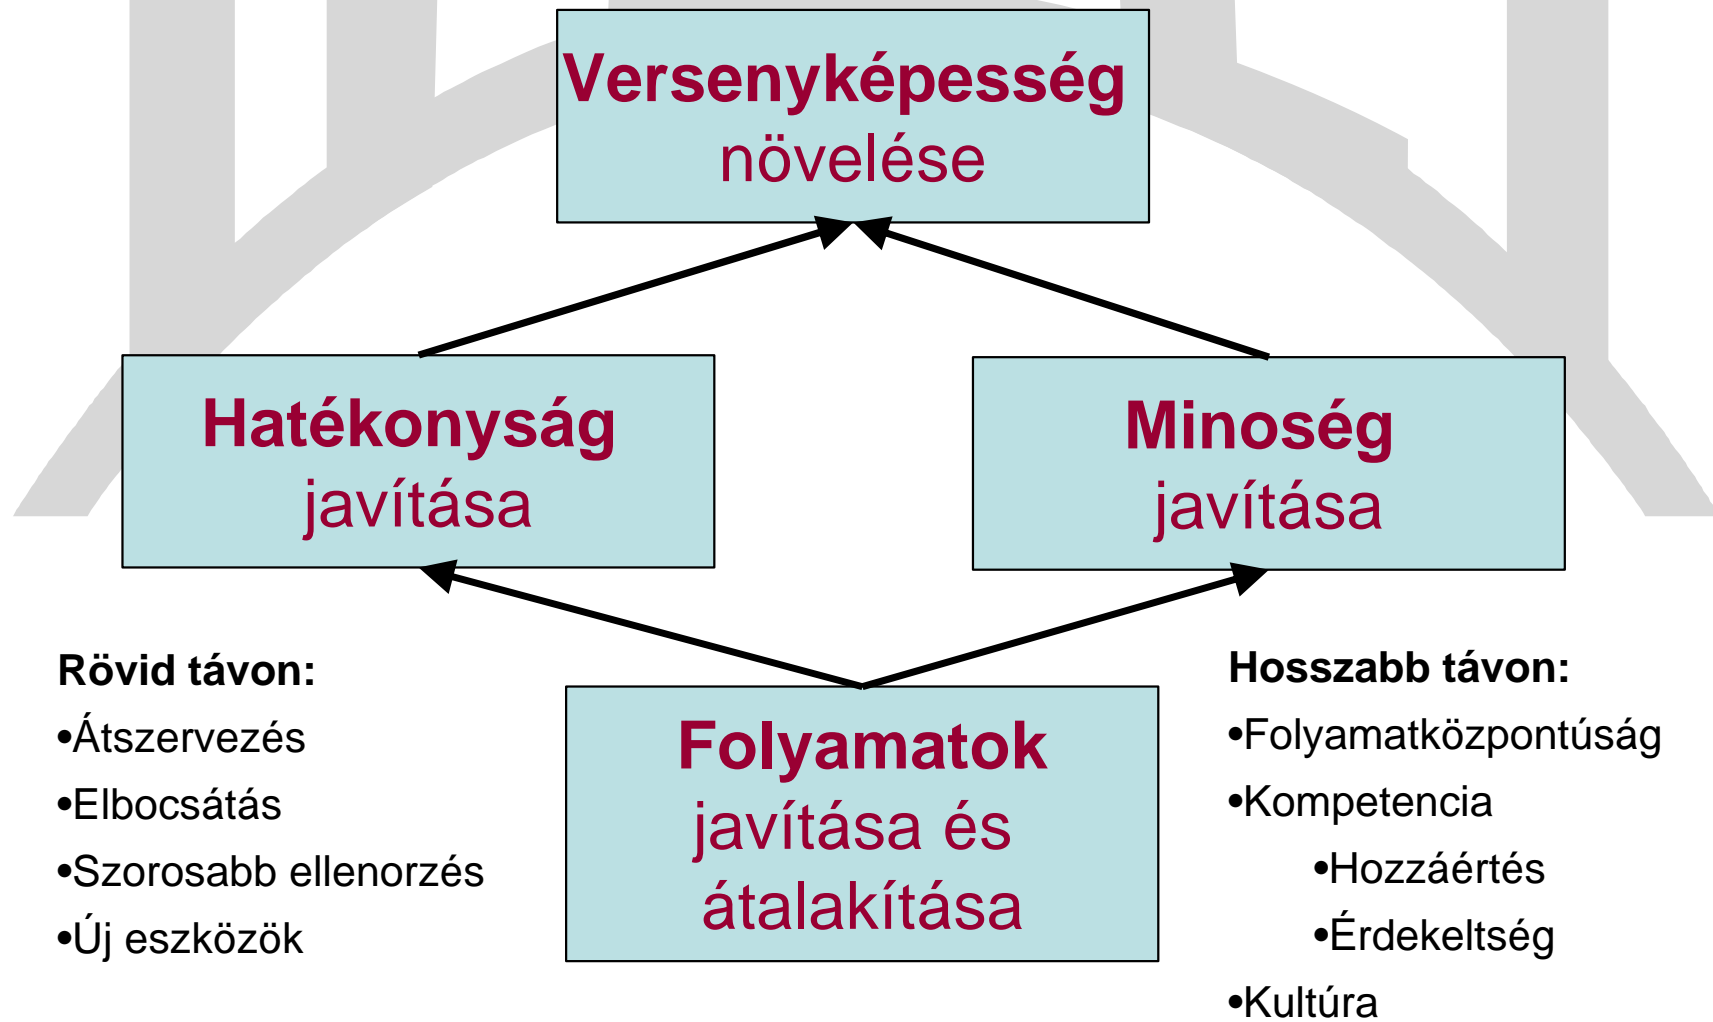 Versenyképesség
növelése
Hatékonyság
javítása
Minoség
javítása
Rövid távon:
•Átszervezés
•Elbocsátás
•Szorosabb ellenorzés
•Új eszközök
Folyamatok
javítása és
átalakítása
Hosszabb távon:
•Folyamatközpontúság
•Kompetencia
•Hozzáértés
•Érdekeltség
•Kultúra